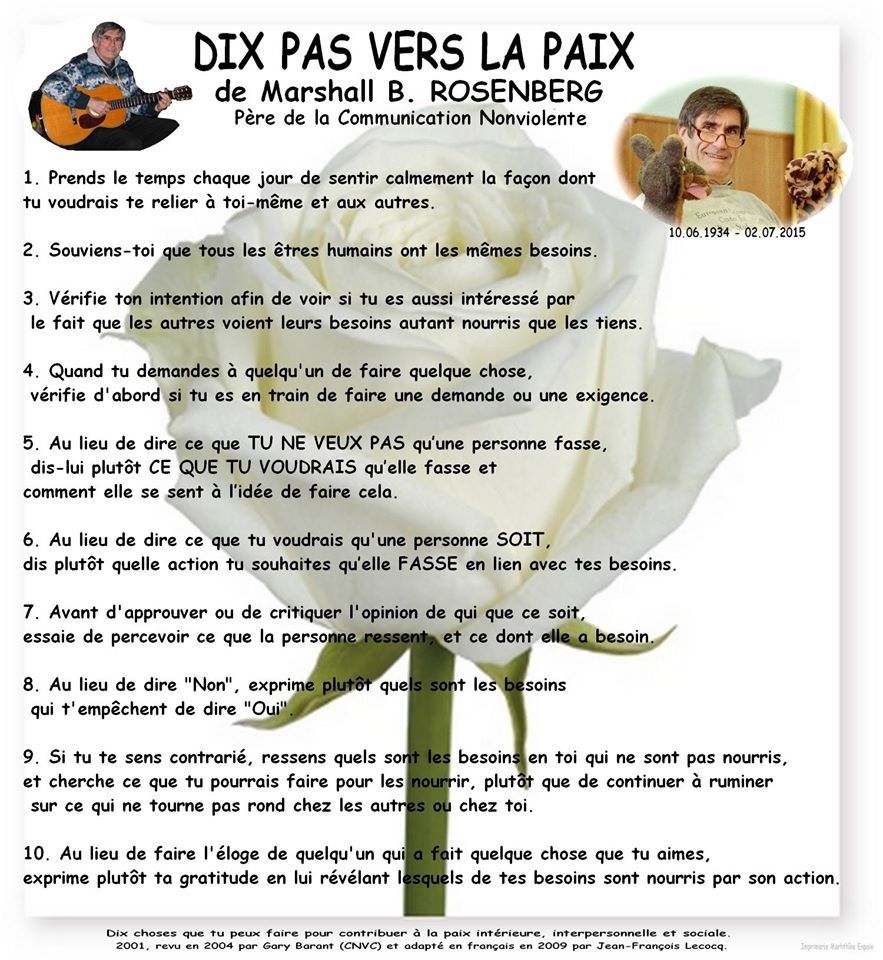 DIX PAS VERS LA PAIX
de Marshall B. ROSENBERG
Père de la Communication Nonviolente
10.06.1934 - 02.07.2015
1. Prends le temps chaque jour de sentir calmement la façon dont
tu voudrais te relier à toi-même et aux autres.
2. Souviens-toi que tous les êtres humains ont les mêmes besoins.
3. Vérifie ton intention afin de voir si tu es aussi intéressé par
le fait que les autres voient leurs besoins autant nourris que les tiens.
4. Quand tu demandes à quelqu'un de faire quelque chose,
vérifie d'abord si tu es en train de faire une demande ou une exigence.
5. Au lieu de dire ce que TU NE VEUX PAS qu’une personne fasse,
dis-lui plutôt CE QUE TU VOUDRAIS qu’elle fasse et
comment elle se sent à l’idée de faire cela.
6. Au lieu de dire ce que tu voudrais qu'une personne SOIT,
dis plutôt quelle action tu souhaites qu’elle FASSE en lien avec tes besoins.
7. Avant d'approuver ou de critiquer l'opinion de qui que ce soit,
essaie de percevoir ce que la personne ressent, et ce dont elle a besoin.
8. Au lieu de dire "Non", exprime plutôt quels sont les besoins
qui t'empêchent de dire "Oui".
9. Si tu te sens contrarié, ressens quels sont les besoins en toi qui ne sont pas nourris,
et cherche ce que tu pourrais faire pour les nourrir, plutôt que de continuer à ruminer
sur ce qui ne tourne pas rond chez les autres ou chez toi.
10. Au lieu de faire l'éloge de quelqu'un qui a fait quelque chose que tu aimes,
exprime plutôt ta gratitude en lui révélant lesquels de tes besoins sont nourris par son action.
Dix choses que tu peux faire pour contribuer à la paix intérieure, interpersonnelle et sociale.
2001, revu en 2004 par Gary Barant (CNVC) et adapté en français en 2009 par Jean-François Lecocq.
Imprimerie